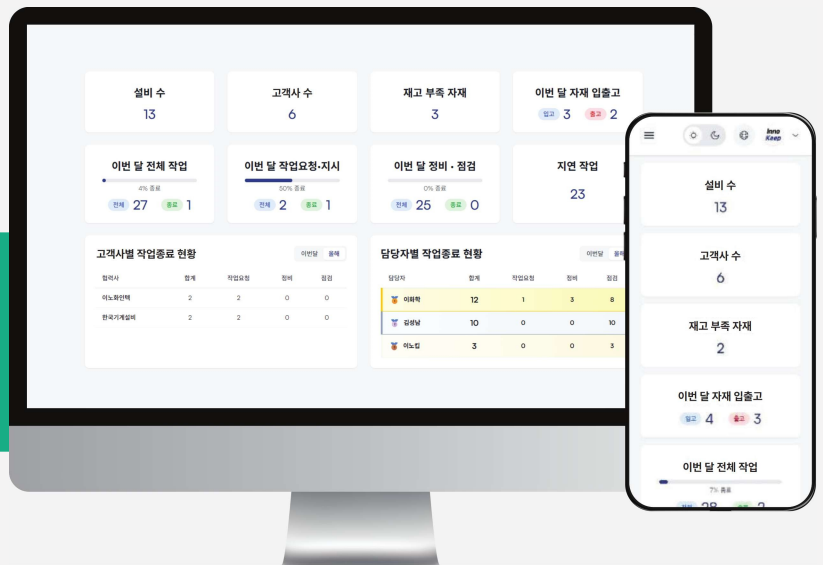 설비 수
13
고객사 수
6
재고 부족 자재
3
이번 달 자재 입출고
입고 3 출고 2
이번 달 전체 작업
4% 종료
전체 27 종료 1
이번 달 작업요청·지시
50% 종료
전체 2 종료 1
이번 달 정비·점검
0% 종료
전체 25 종료 0
지연 작업
23
고객사별 작업종료 현황
이번달 올해
협력사 합계 작업요청 정비 점검
이노화인텍 2 2 0 0
한국기계설비 2 2 0 0
담당자별 작업종료 현황
이번달 올해
담당자 합계 작업요청 정비 점검
이화학 12 1 3 8
김성남 10 0 0 10
이노킵 3 0 0 3
Inno
Keep
설비 수
13
고객사 수
6
재고 부족 자재
2
이번 달 자재 입출고
입고 4 출고 3
이번 달 전체 작업
7% 종료
전체 28 종료 2